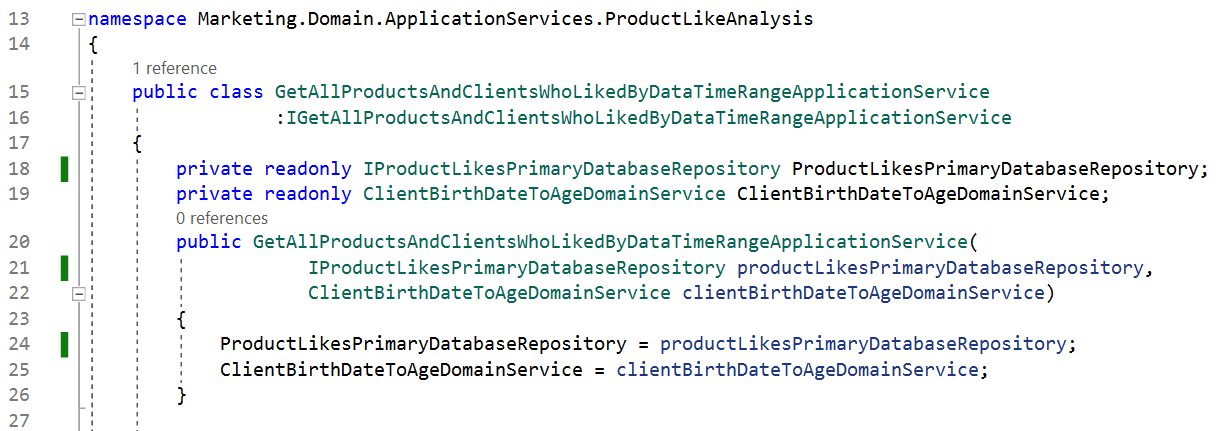 13 namespace Marketing.Domain.ApplicationServices.ProductLikeAnalysis
14 {
1 reference
15 public class GetAllProductsAndClientsWhoLikedByDataTimeRangeApplicationService
16 :IGetAllProductsAndClientsWhoLikedByDataTimeRangeApplicationService
17 {
18 private readonly IProductLikesPrimaryDatabaseRepository ProductLikesPrimaryDatabaseRepository;
19 private readonly ClientBirthDateToAgeDomainService ClientBirthDateToAgeDomainService;
0 references
20 public GetAllProductsAndClientsWhoLikedByDataTimeRangeApplicationService(
21 IProductLikesPrimaryDatabaseRepository productLikesPrimaryDatabaseRepository,
22 ClientBirthDateToAgeDomainService clientBirthDateToAgeDomainService)
23 {
24 ProductLikesPrimaryDatabaseRepository = productLikesPrimaryDatabaseRepository;
25 ClientBirthDateToAgeDomainService = clientBirthDateToAgeDomainService;
26 }
27